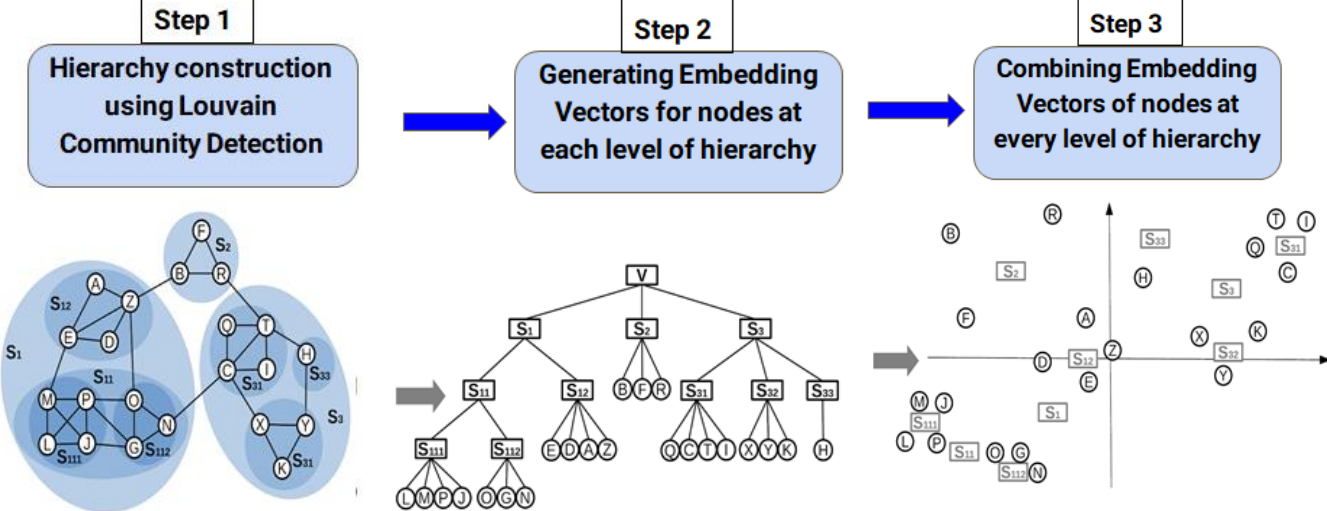 Step 1
Step 2
Step 3
Hierarchy construction
using Louvain
Community Detection
Generating Embedding
Vectors for nodes at
each level of hierarchy
Combining Embedding
Vectors of nodes at
every level of hierarchy
F
S2
B R
A
S12 Z
E D
S1
S11
M P O
N
L J G
S111 S112
Q T
H
C I
S31 S33
S3
X Y
K S31
V
S1 S2 S3
S11 S12 B F R S31 S32 S33
S111 S112 E D A Z Q C T I X Y K H
L M P J O G N
R T I
B S33 Q S31
S2 H C
S3
F A
X K
Z
D S12 S32
E Y
M J
S1
S111
L P
S11 O G
S112 N